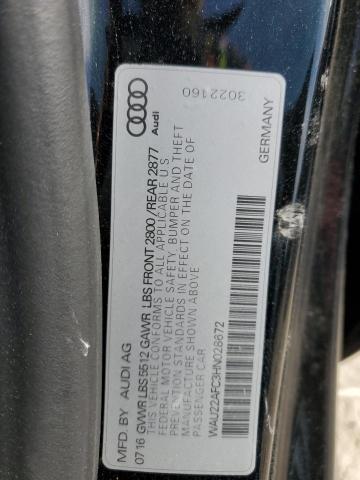 MFD. BY AUDI AG
07 16 GVWR LBS 5512 GAWR LBS FRONT 2800 /REAR 2877
THIS VEHICLE CONFORMS TO ALL APPLICABLE U.S.
FEDERAL MOTOR VEHICLE SAFETY, BUMPER AND THEFT
PREVENTION STANDARDS IN EFFECT ON THE DATE OF
MANUFACTURE SHOWN ABOVE.
PASSENGER CAR
WAU22AFC3HN028672
GERMANY
Audi
3022160